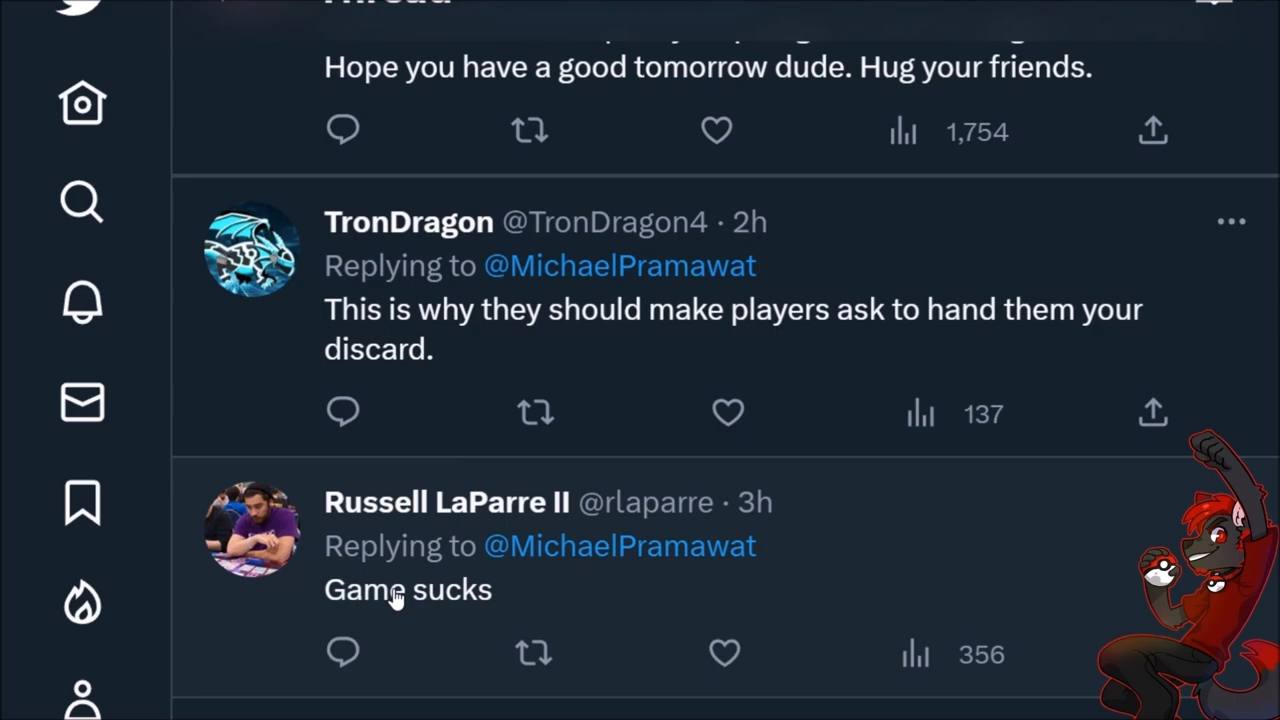 Thread
Hope you have a good tomorrow dude. Hug your friends.
1,754
TronDragon @TronDragon4 · 2h
Replying to @MichaelPramawat
This is why they should make players ask to hand them your
discard.
137
Russell LaParre II @rlaparre · 3h
Replying to @MichaelPramawat
Game sucks
356